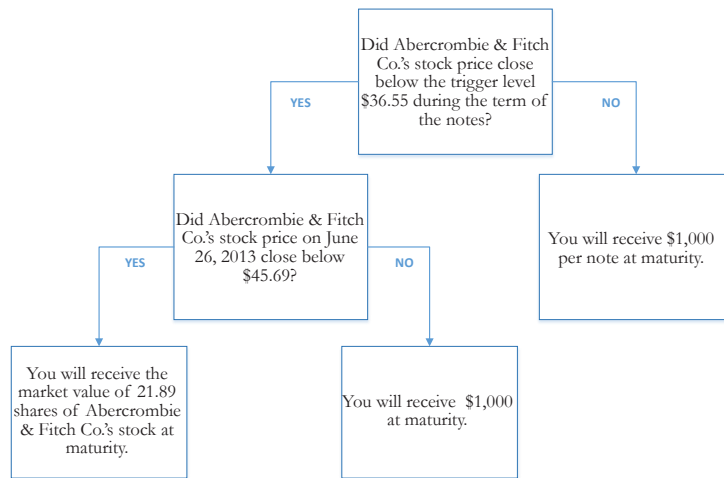 Did Abercrombie & Fitch
Co.'s stock price close
below the trigger level
$36.55 during the term of
the notes?
YES
NO
Did Abercrombie & Fitch
Co.'s stock price on June
26, 2013 close below
$45.69?
You will receive $1,000
per note at maturity.
YES
NO
You will receive the
market value of 21.89
shares of Abercrombie
& Fitch Co.'s stock at
maturity.
You will receive $1,000
at maturity.